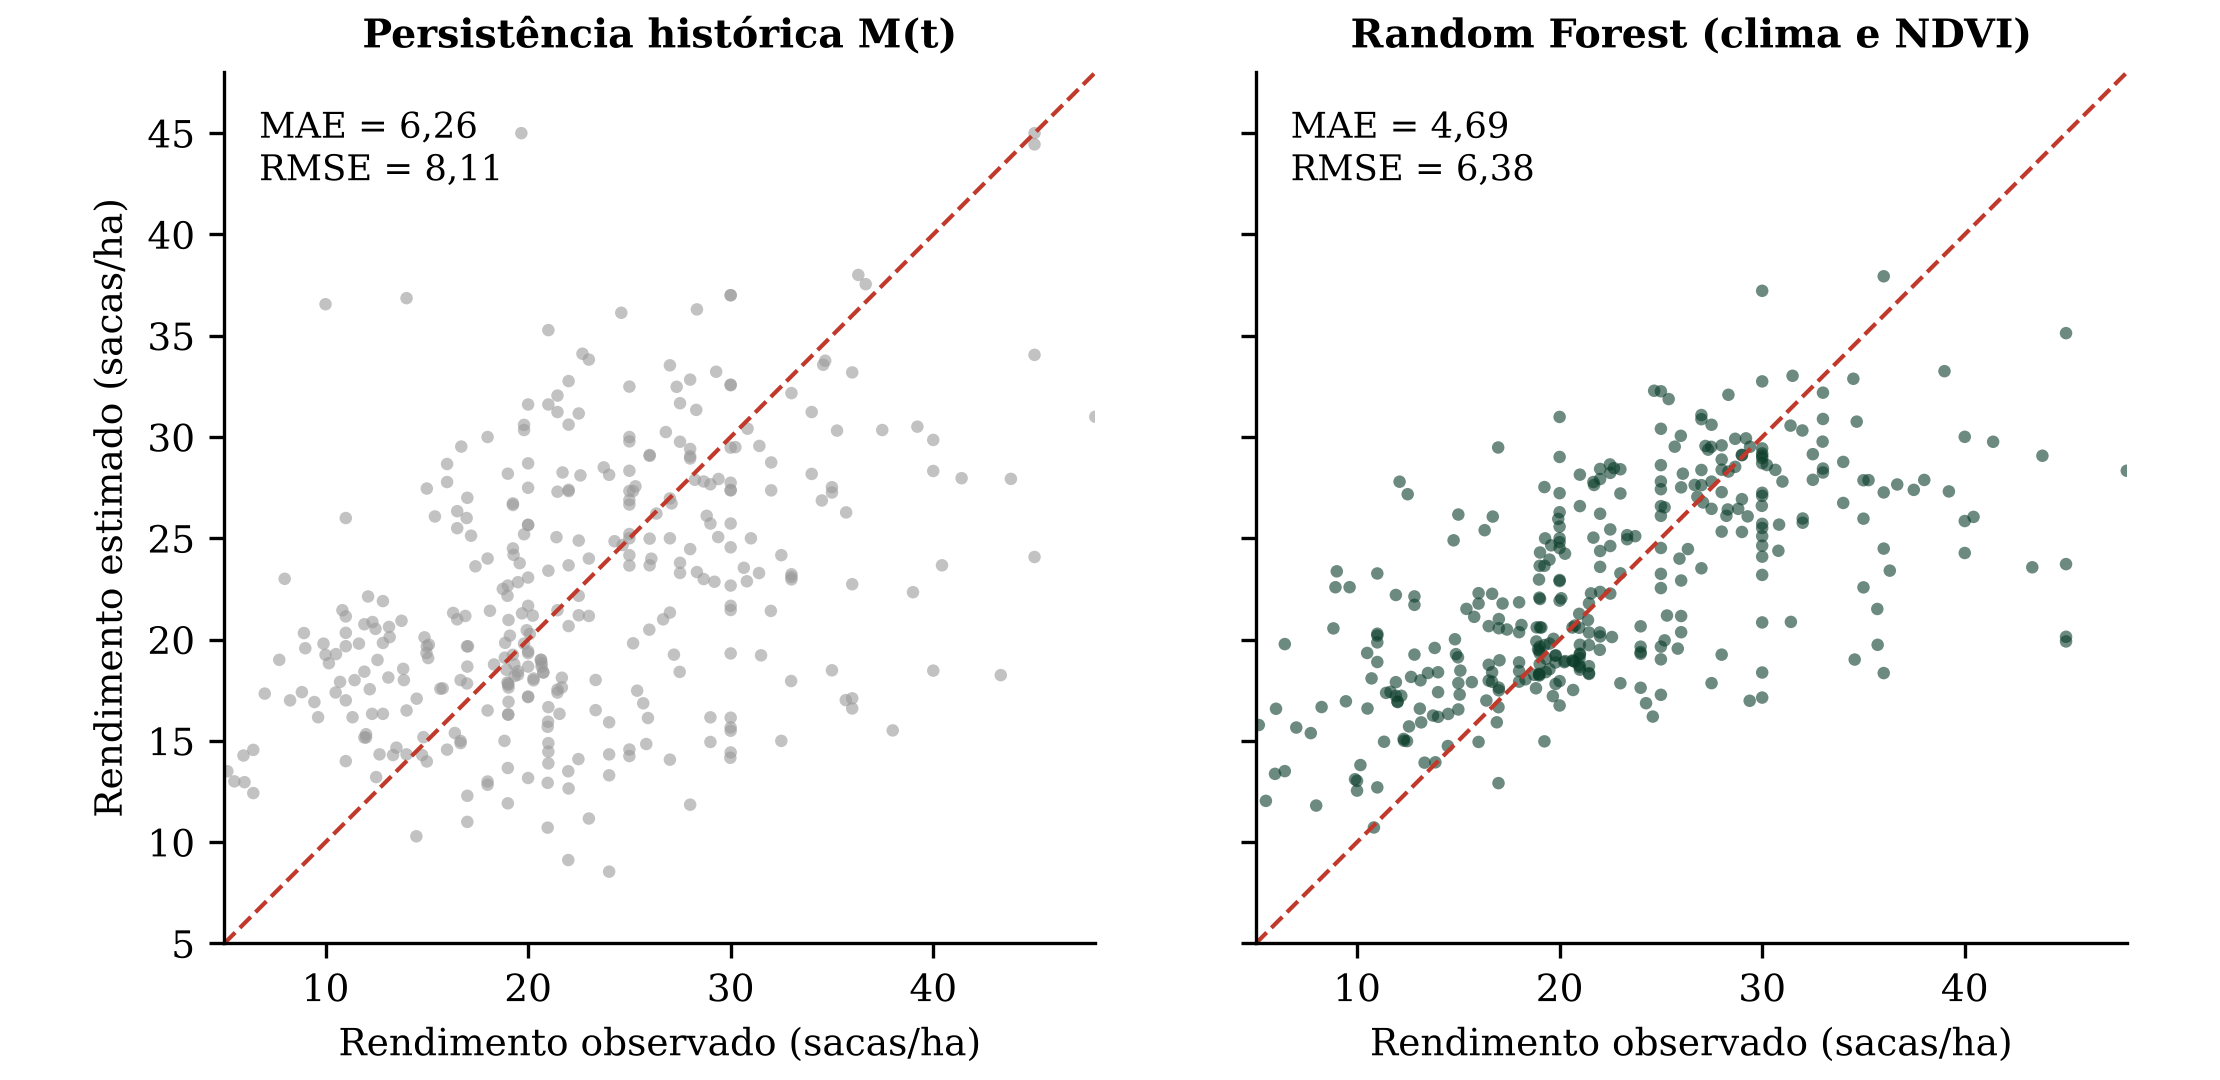 Persistência histórica M(t)
MAE = 6,26
RMSE = 8,11
Rendimento estimado (sacas/ha)
45
40
35
30
25
20
15
10
5
10 20 30 40
Rendimento observado (sacas/ha)
Random Forest (clima e NDVI)
MAE = 4,69
RMSE = 6,38
10 20 30 40
Rendimento observado (sacas/ha)